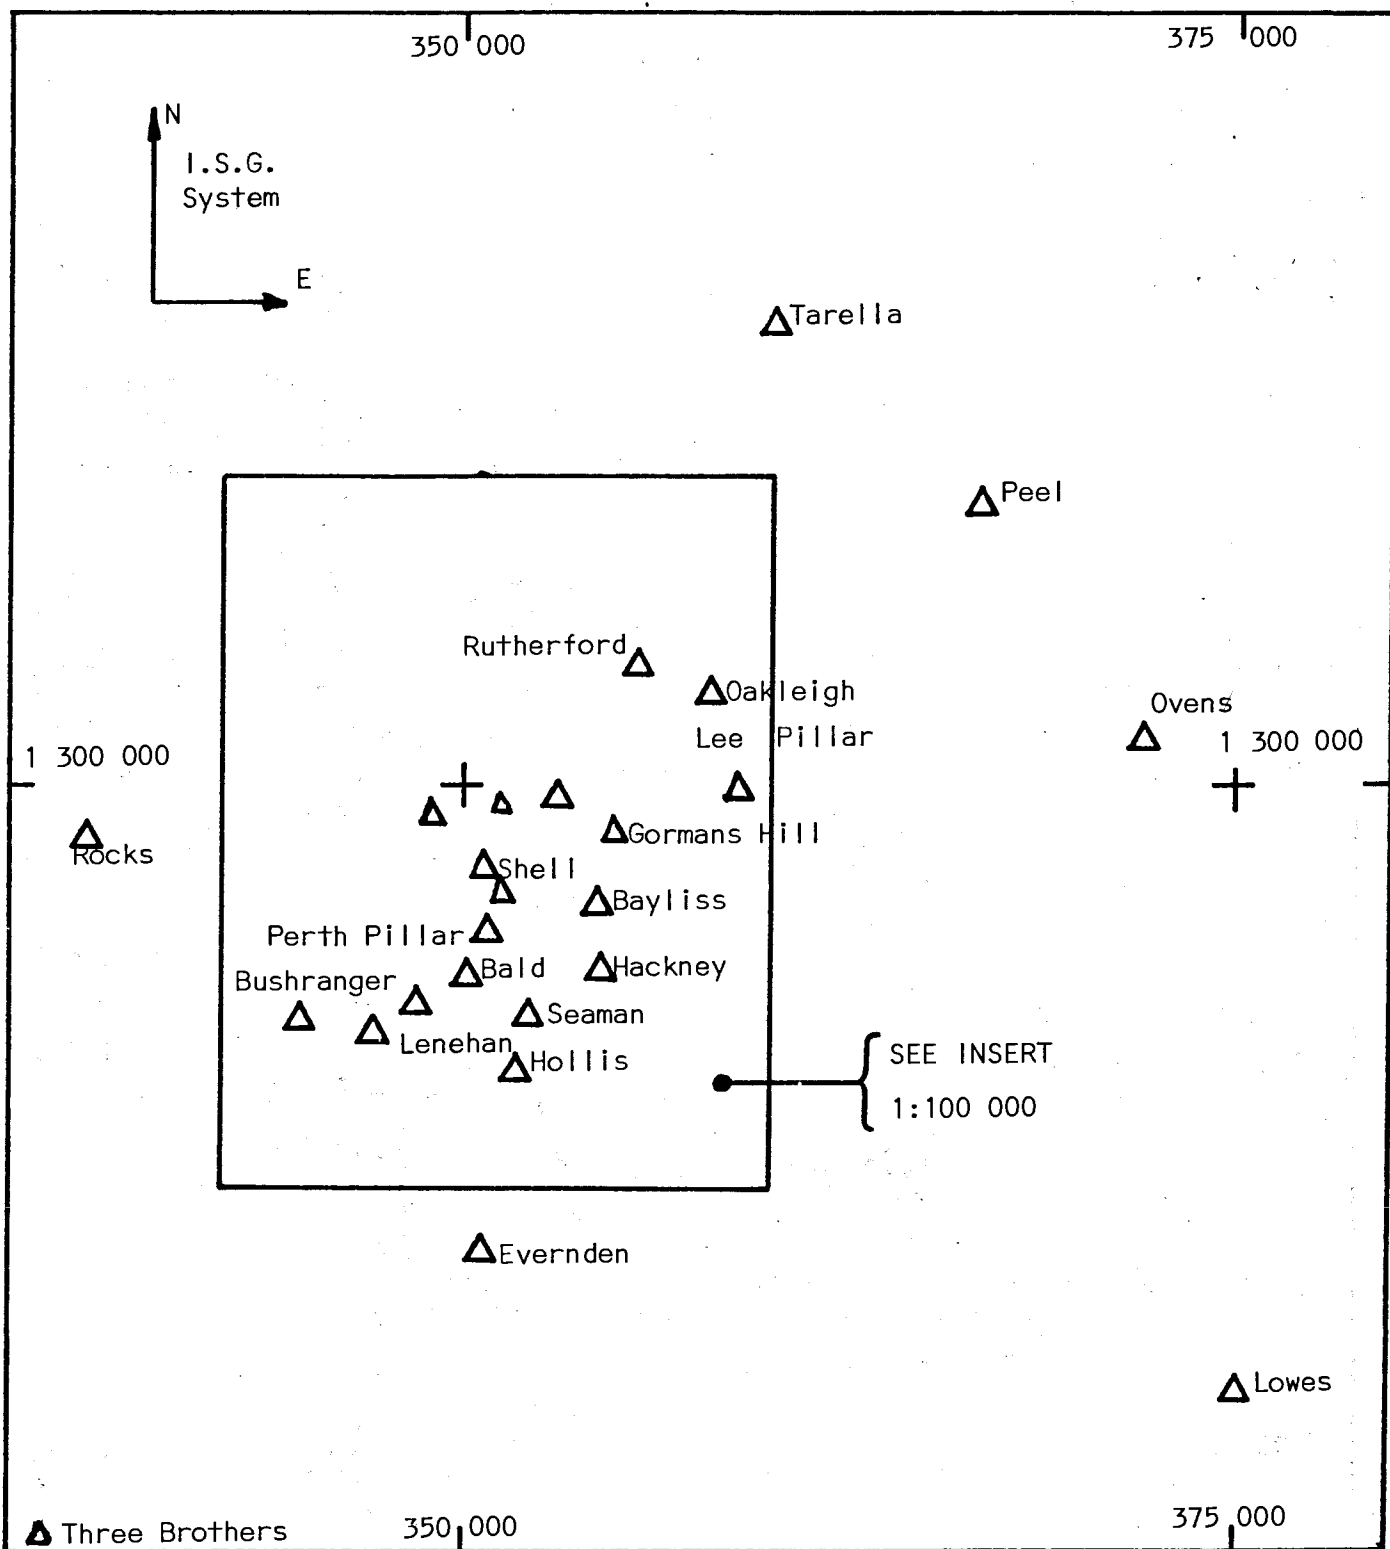 350 000
375 000
N
I.S.G.
System
E
Tarella
Peel
Rutherford
Oakleigh
Ovens
Lee Pillar
1 300 000
1 300 000
Gormans Hill
Rocks
Shell
Bayliss
Perth Pillar
Bald
Hackney
Bushranger
Seaman
Lenehan
Hollis
SEE INSERT
1:100 000
Evernden
Lowes
Three Brothers
350 000
375 000